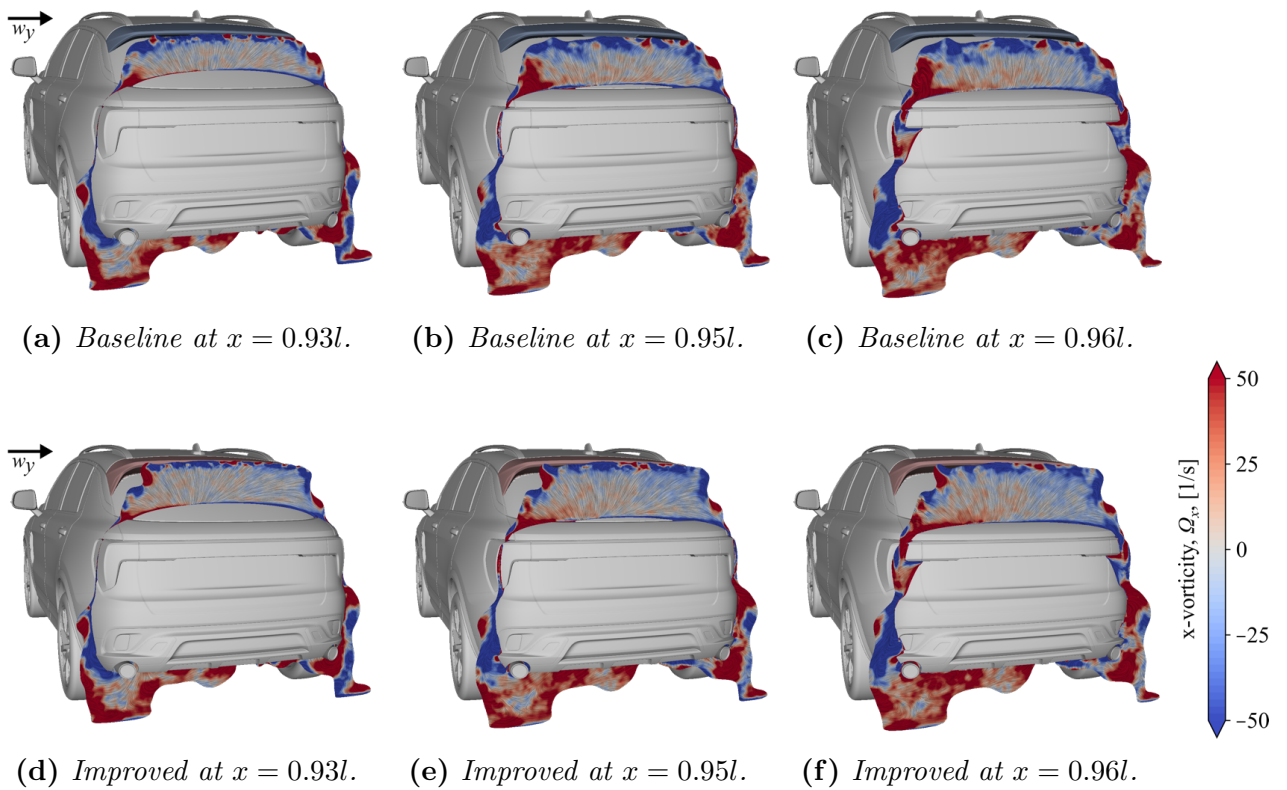 w_y
(a) Baseline at x = 0.93l.
(b) Baseline at x = 0.95l.
(c) Baseline at x = 0.96l.
w_y
(d) Improved at x = 0.93l.
(e) Improved at x = 0.95l.
(f) Improved at x = 0.96l.
50
25
0
−25
−50
x-vorticity, Ω_x, [1/s]